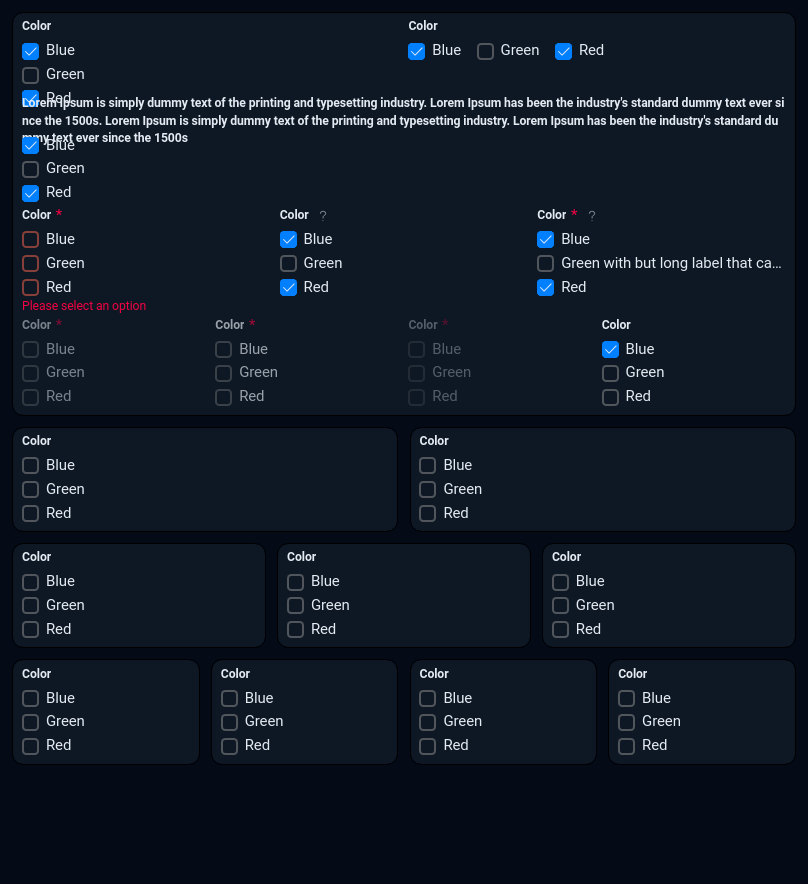 Color
Color
Blue
Green
Red
Blue Green Red
Lorem Ipsum is simply dummy text of the printing and typesetting industry. Lorem Ipsum has been the industry's standard dummy text ever si
nce the 1500s. Lorem Ipsum is simply dummy text of the printing and typesetting industry. Lorem Ipsum has been the industry's standard du
mmy text ever since the 1500s
Blue
Green
Red
Color *
Blue
Green
Red
Please select an option
Color ?
Blue
Green
Red
Color * ?
Blue
Green with but long label that ca...
Red
Color *
Blue
Green
Red
Color *
Blue
Green
Red
Color *
Blue
Green
Red
Color
Blue
Green
Red
Color
Blue
Green
Red
Color
Blue
Green
Red
Color
Blue
Green
Red
Color
Blue
Green
Red
Color
Blue
Green
Red
Color
Blue
Green
Red
Color
Blue
Green
Red
Color
Blue
Green
Red
Color
Blue
Green
Red